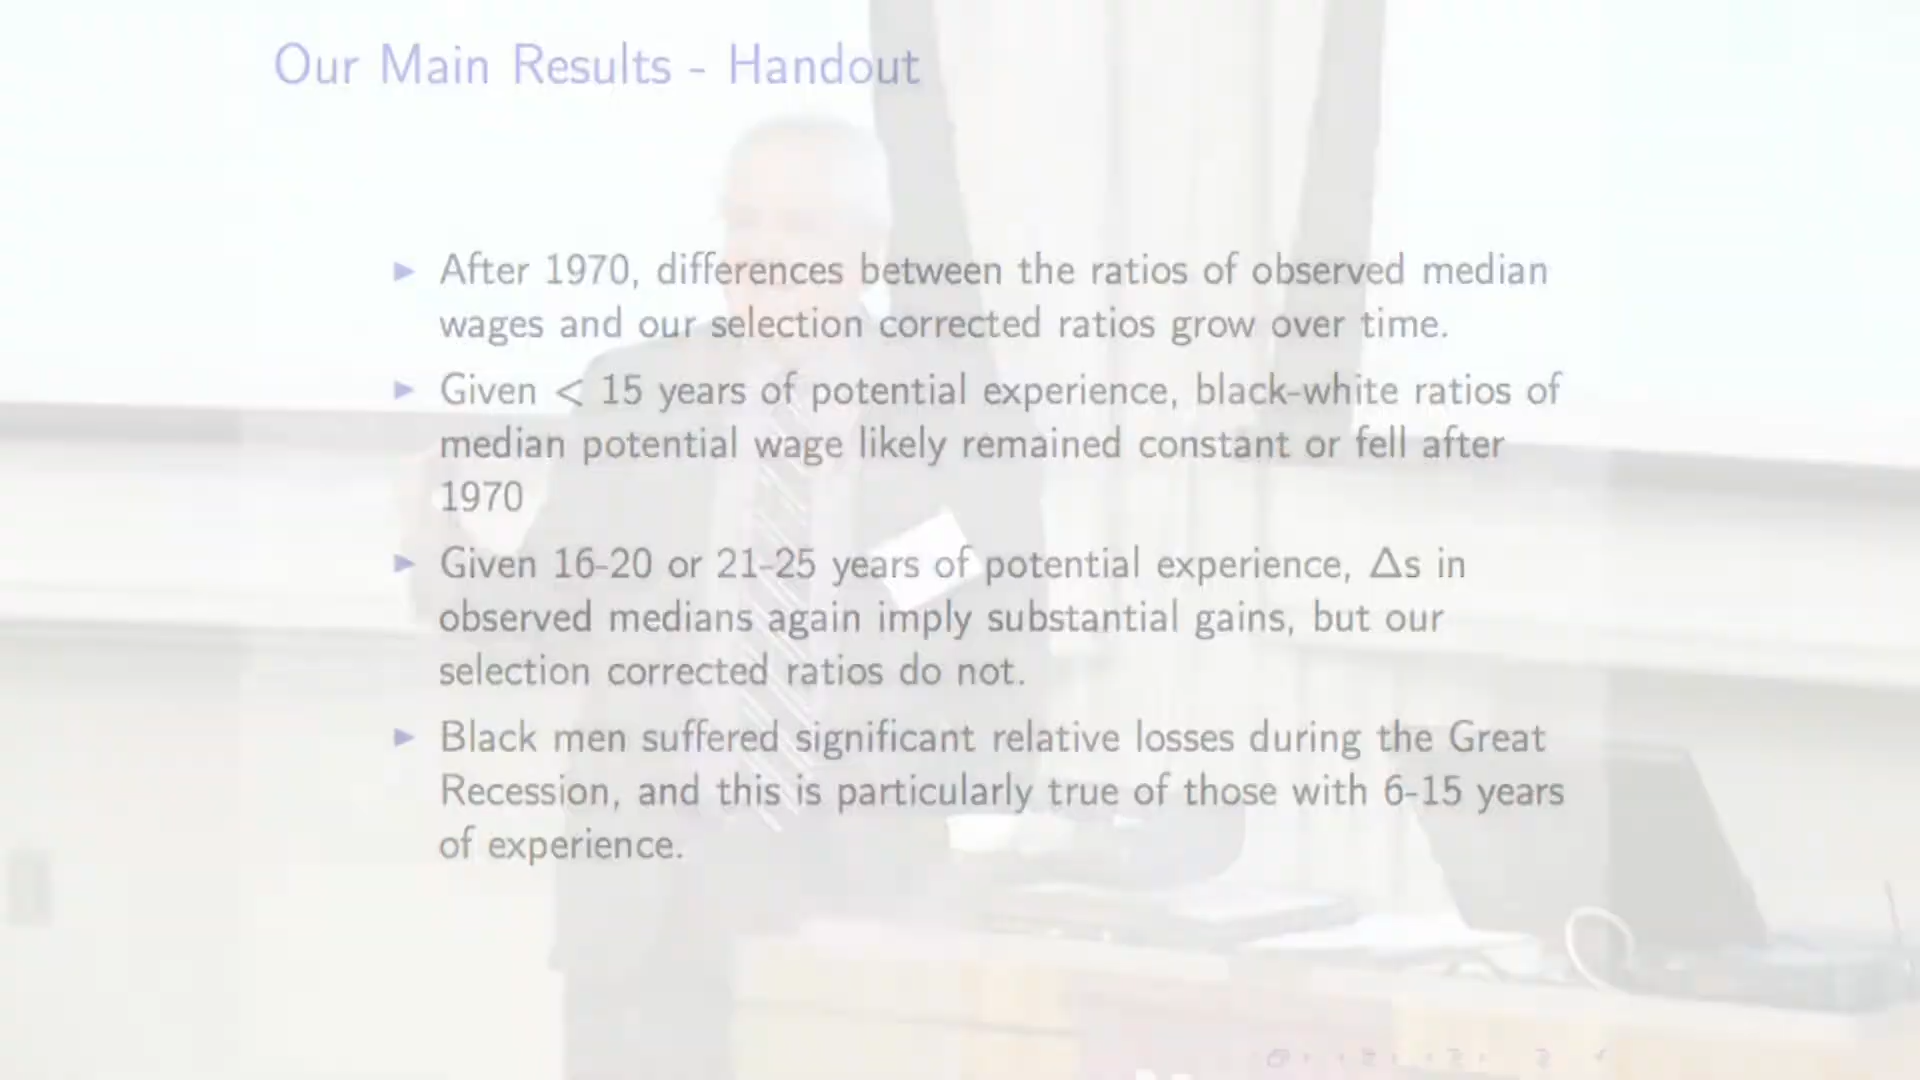 Our Main Results - Handout
► After 1970, differences between the ratios of observed median
wages and our selection corrected ratios grow over time.
► Given < 15 years of potential experience, black-white ratios of
median potential wage likely remained constant or fell after
1970
► Given 16-20 or 21-25 years of potential experience, Δs in
observed medians again imply substantial gains, but our
selection corrected ratios do not.
► Black men suffered significant relative losses during the Great
Recession, and this is particularly true of those with 6-15 years
of experience.